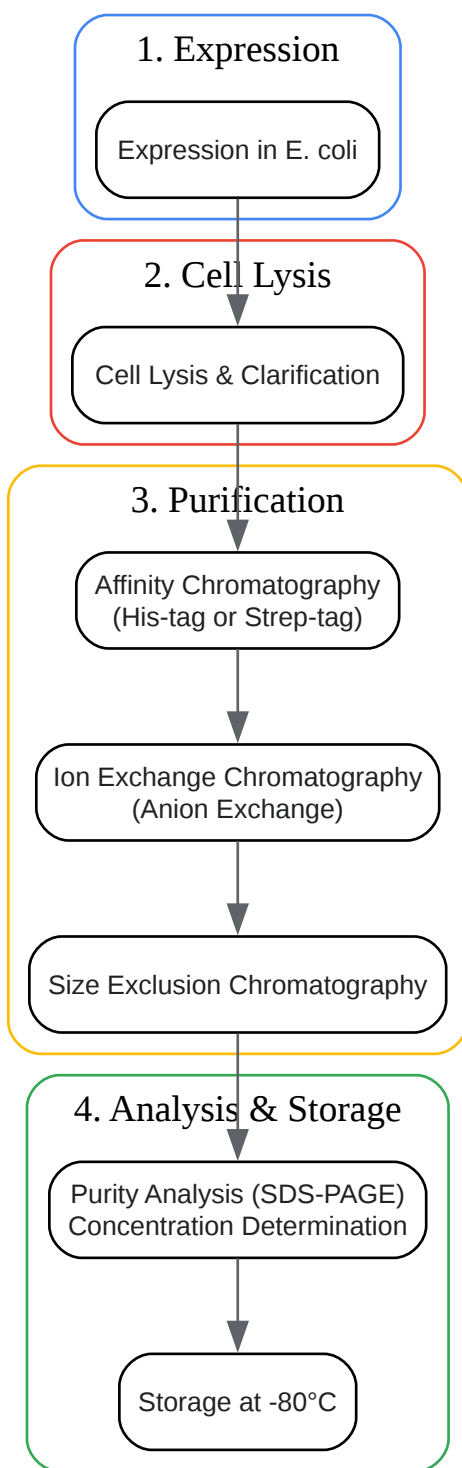 1. Expression
Expression in E. coli
2. Cell Lysis
Cell Lysis & Clarification
3. Purification
Affinity Chromatography
(His-tag or Strep-tag)
Ion Exchange Chromatography
(Anion Exchange)
Size Exclusion Chromatography
4. Analysis & Storage
Purity Analysis (SDS-PAGE)
Concentration Determination
Storage at -80°C